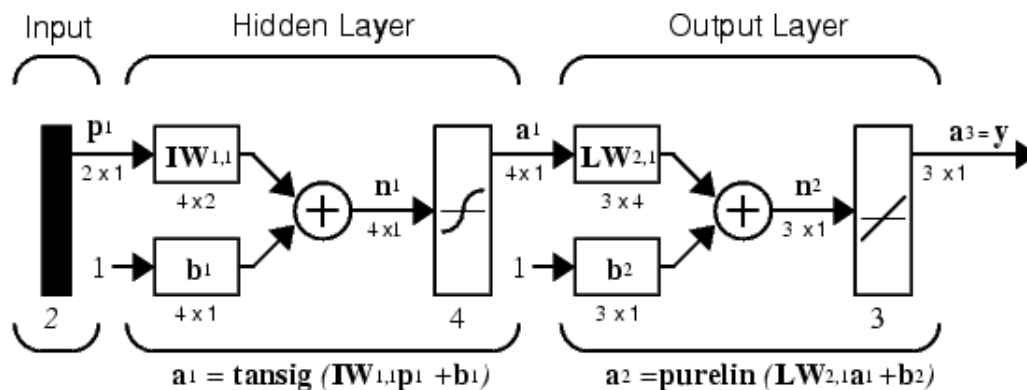 Input Hidden Layer Output Layer
p1 a1 a3 = y
IW1,1 LW2,1
2 x 1 n1 4x1 n2 3 x 1
4 x 2 3 x 4
4 x1 3 x 1
1 b1 1 b2
4 x 1 3 x 1
2 4 3
a1 = tansig (IW1,1p1 +b1) a2 =purelin (LW2,1a1+b2)